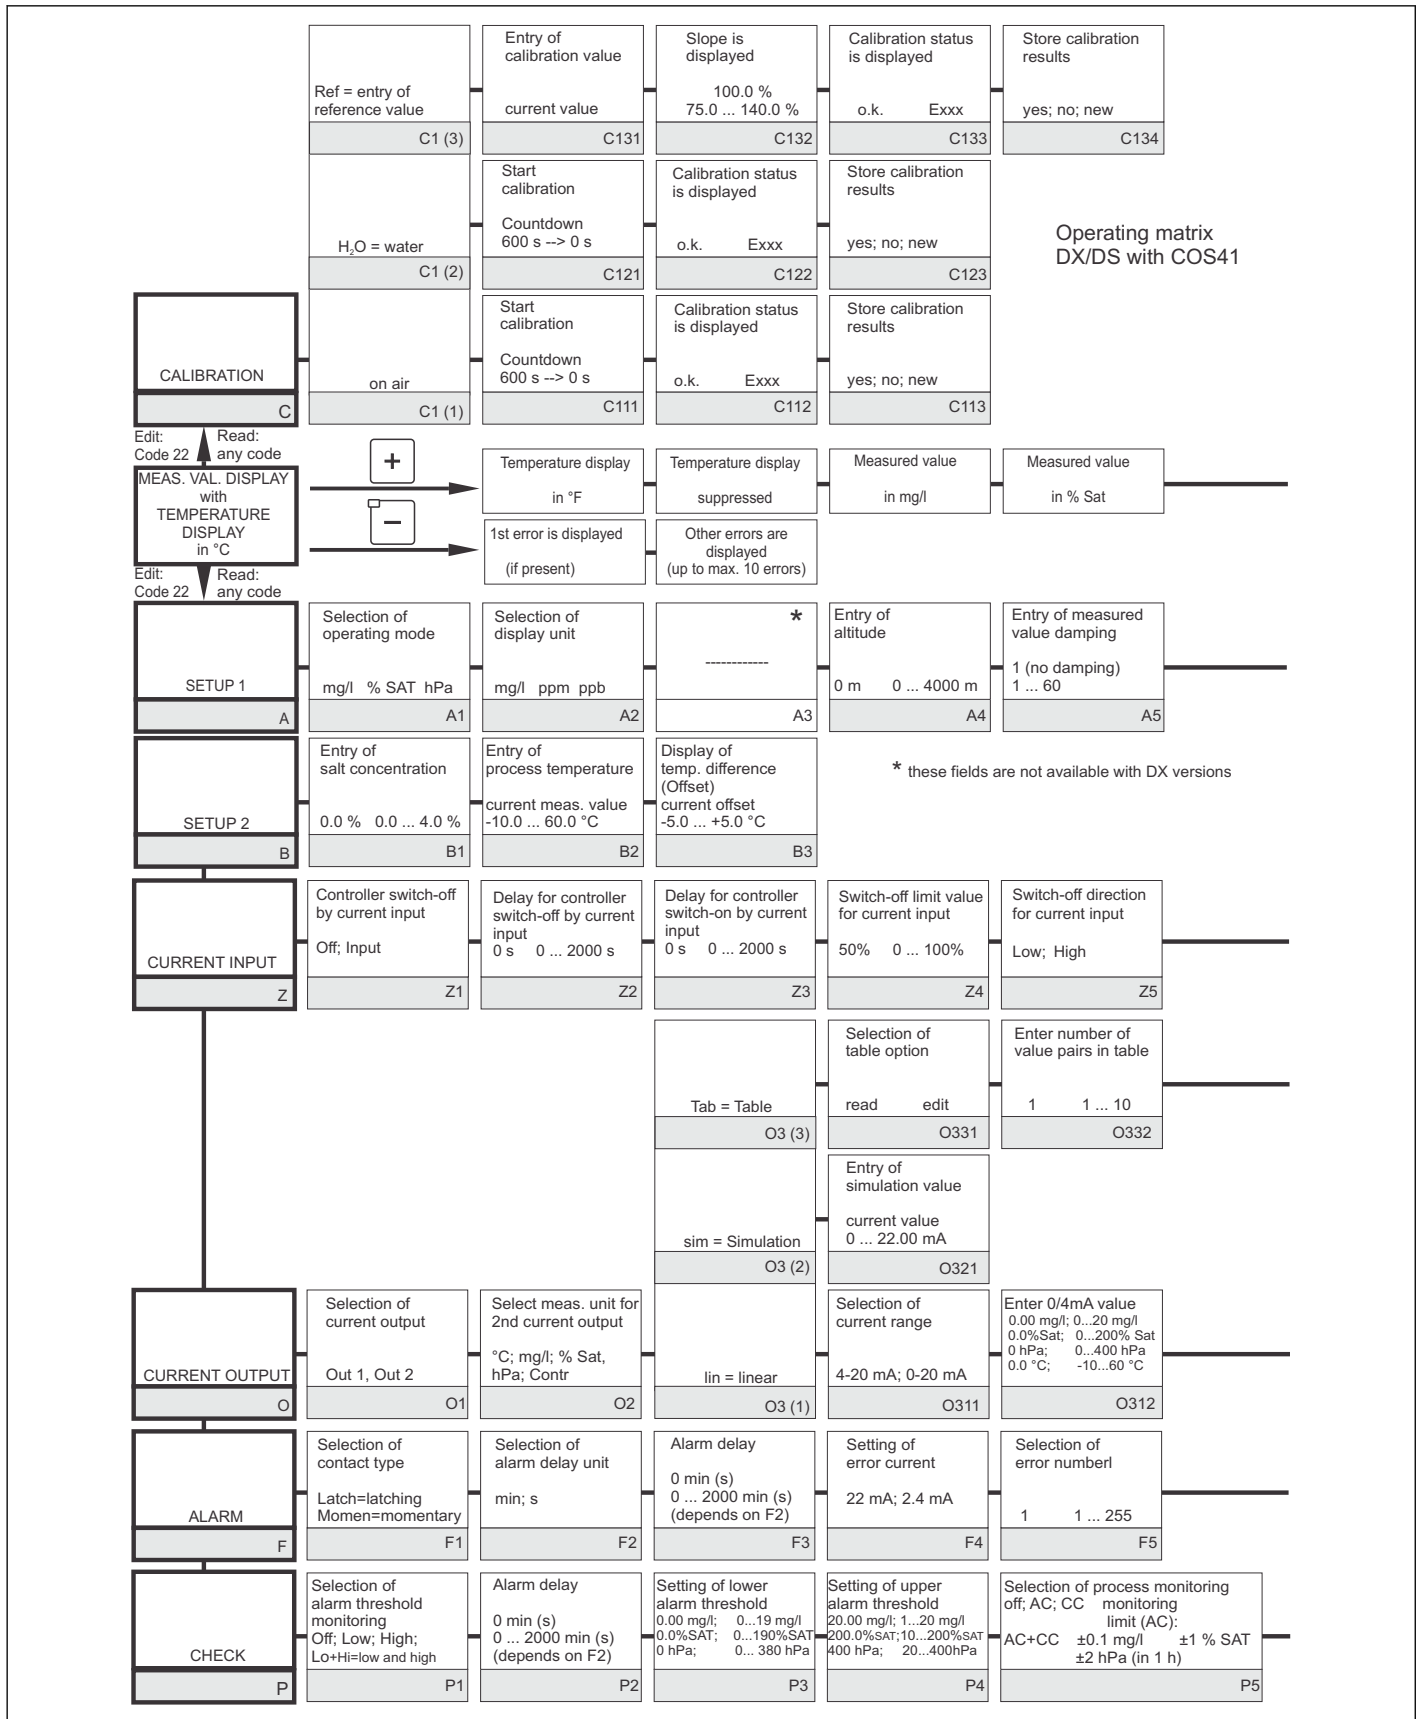 Ref = entry of
reference value
C1 (3)
Entry of
calibration value
current value
C131
Slope is
displayed
100.0 %
75.0 ... 140.0 %
C132
Calibration status
is displayed
o.k. Exxx
C133
Store calibration
results
yes; no; new
C134
H₂O = water
C1 (2)
Start
calibration
Countdown
600 s --> 0 s
C121
Calibration status
is displayed
o.k. Exxx
C122
Store calibration
results
yes; no; new
C123
Operating matrix
DX/DS with COS41
CALIBRATION
C
on air
C1 (1)
Start
calibration
Countdown
600 s --> 0 s
C111
Calibration status
is displayed
o.k. Exxx
C112
Store calibration
results
yes; no; new
C113
Edit:
Code 22
Read:
any code
MEAS. VAL. DISPLAY
with
TEMPERATURE
DISPLAY
in °C
+
Temperature display
in °F
Temperature display
suppressed
Measured value
in mg/l
Measured value
in % Sat
−
1st error is displayed
(if present)
Other errors are
displayed
(up to max. 10 errors)
Edit:
Code 22
Read:
any code
SETUP 1
A
Selection of
operating mode
mg/l % SAT hPa
A1
Selection of
display unit
mg/l ppm ppb
A2
*
------------
A3
Entry of
altitude
0 m 0 ... 4000 m
A4
Entry of measured
value damping
1 (no damping)
1 ... 60
A5
SETUP 2
B
Entry of
salt concentration
0.0 % 0.0 ... 4.0 %
B1
Entry of
process temperature
current meas. value
-10.0 ... 60.0 °C
B2
Display of
temp. difference
(Offset)
current offset
-5.0 ... +5.0 °C
B3
* these fields are not available with DX versions
CURRENT INPUT
Z
Controller switch-off
by current input
Off; Input
Z1
Delay for controller
switch-off by current
input
0 s 0 ... 2000 s
Z2
Delay for controller
switch-on by current
input
0 s 0 ... 2000 s
Z3
Switch-off limit value
for current input
50% 0 ... 100%
Z4
Switch-off direction
for current input
Low; High
Z5
Tab = Table
O3 (3)
Selection of
table option
read edit
O331
Enter number of
value pairs in table
1 1 ... 10
O332
sim = Simulation
O3 (2)
Entry of
simulation value
current value
0 ... 22.00 mA
O321
CURRENT OUTPUT
O
Selection of
current output
Out 1, Out 2
O1
Select meas. unit for
2nd current output
°C; mg/l; % Sat,
hPa; Contr
O2
lin = linear
O3 (1)
Selection of
current range
4-20 mA; 0-20 mA
O311
Enter 0/4mA value
0.00 mg/l; 0...20 mg/l
0.0%Sat; 0...200% Sat
0 hPa; 0...400 hPa
0.0 °C; -10...60 °C
O312
ALARM
F
Selection of
contact type
Latch=latching
Momen=momentary
F1
Selection of
alarm delay unit
min; s
F2
Alarm delay
0 min (s)
0 ... 2000 min (s)
(depends on F2)
F3
Setting of
error current
22 mA; 2.4 mA
F4
Selection of
error numberl
1 1 ... 255
F5
CHECK
P
Selection of
alarm threshold
monitoring
Off; Low; High;
Lo+Hi=low and high
P1
Alarm delay
0 min (s)
0 ... 2000 min (s)
(depends on F2)
P2
Setting of lower
alarm threshold
0.00 mg/l; 0...19 mg/l
0.0%SAT; 0...190%SAT
0 hPa; 0... 380 hPa
P3
Setting of upper
alarm threshold
20.00 mg/l; 1...20 mg/l
200.0%SAT;10...200%SAT
400 hPa; 20...400hPa
P4
Selection of process monitoring
off; AC; CC monitoring
limit (AC):
AC+CC ±0.1 mg/l ±1 % SAT
±2 hPa (in 1 h)
P5